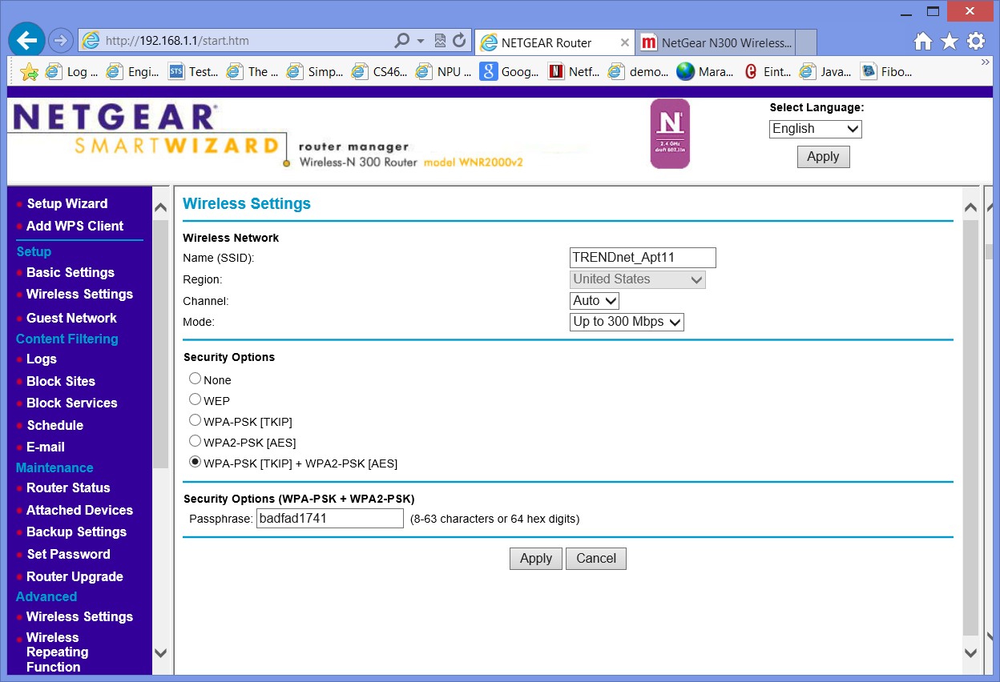 http://192.168.1.1/start.htm
NETGEAR Router
NetGear N300 Wireless...
Log ...
Engi...
STS
Test...
The ...
Simp...
CS46...
NPU ...
Goog...
Netf...
demo...
Mara...
Eint...
Java...
Fibo...
NETGEAR
SMARTWIZARD
router manager
Wireless-N 300 Router model WNR2000v2
N
2.4 GHz
draft 802.11n
Select Language:
English
Apply
Setup Wizard
Add WPS Client
Setup
Basic Settings
Wireless Settings
Guest Network
Content Filtering
Logs
Block Sites
Block Services
Schedule
E-mail
Maintenance
Router Status
Attached Devices
Backup Settings
Set Password
Router Upgrade
Advanced
Wireless Settings
Wireless
Repeating
Function
Wireless Settings
Wireless Network
Name (SSID): TRENDnet_Apt11
Region: United States
Channel: Auto
Mode: Up to 300 Mbps
Security Options
None
WEP
WPA-PSK [TKIP]
WPA2-PSK [AES]
WPA-PSK [TKIP] + WPA2-PSK [AES]
Security Options (WPA-PSK + WPA2-PSK)
Passphrase: badfad1741 (8-63 characters or 64 hex digits)
Apply Cancel